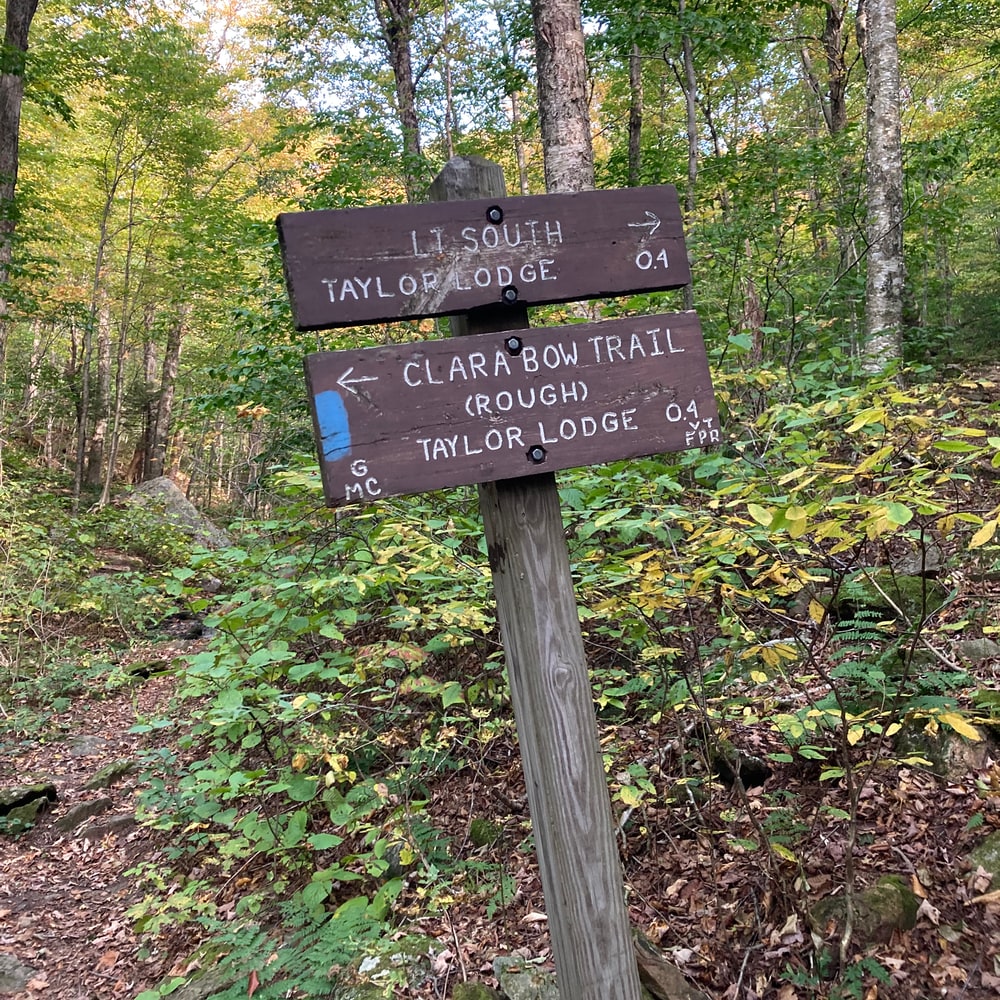 LT SOUTH →
TAYLOR LODGE 0.4
← CLARA BOW TRAIL
(ROUGH)
TAYLOR LODGE 0.4
G
MC
VT
FPR